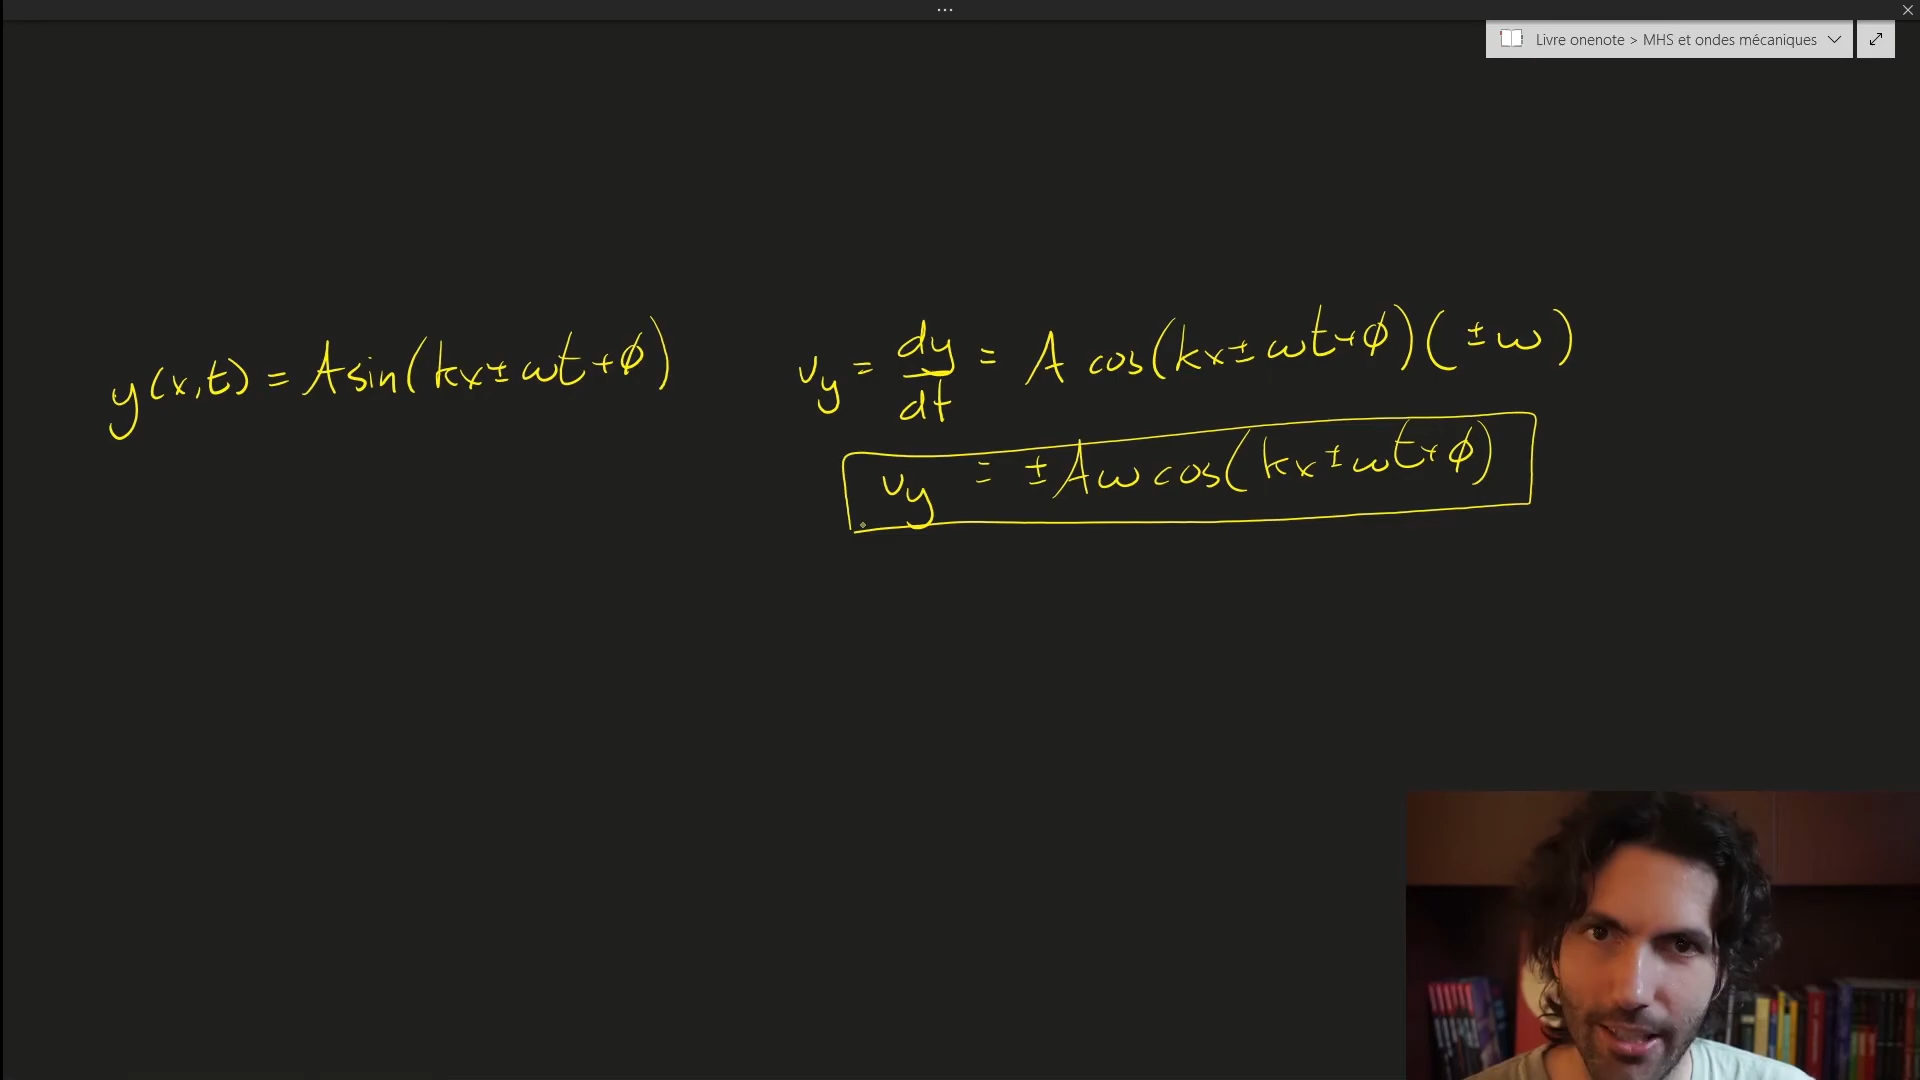 ...
Livre onenote > MHS et ondes mécaniques
y(x,t) = A sin(kx ± ωt + φ)
v_y = dy/dt = A cos(kx ± ωt + φ)(±ω)
v_y = ±Aω cos(kx ± ωt + φ)